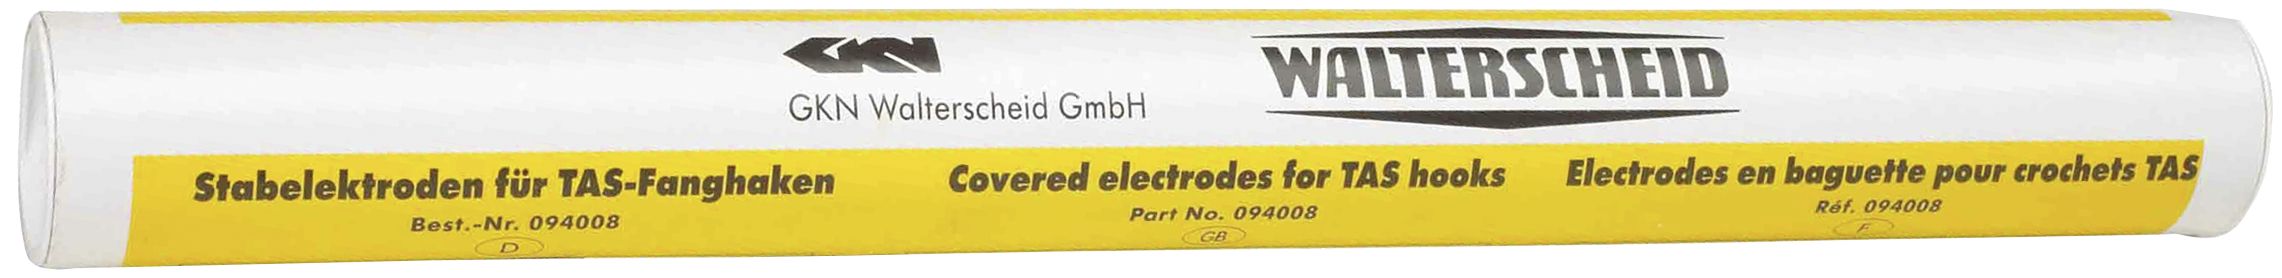 GKN
GKN Walterscheid GmbH
WALTERSCHEID
Stabelektroden für TAS-Fanghaken
Best.-Nr. 094008
D
Covered electrodes for TAS hooks
Part No. 094008
GB
Electrodes en baguette pour crochets TAS
Réf. 094008
F